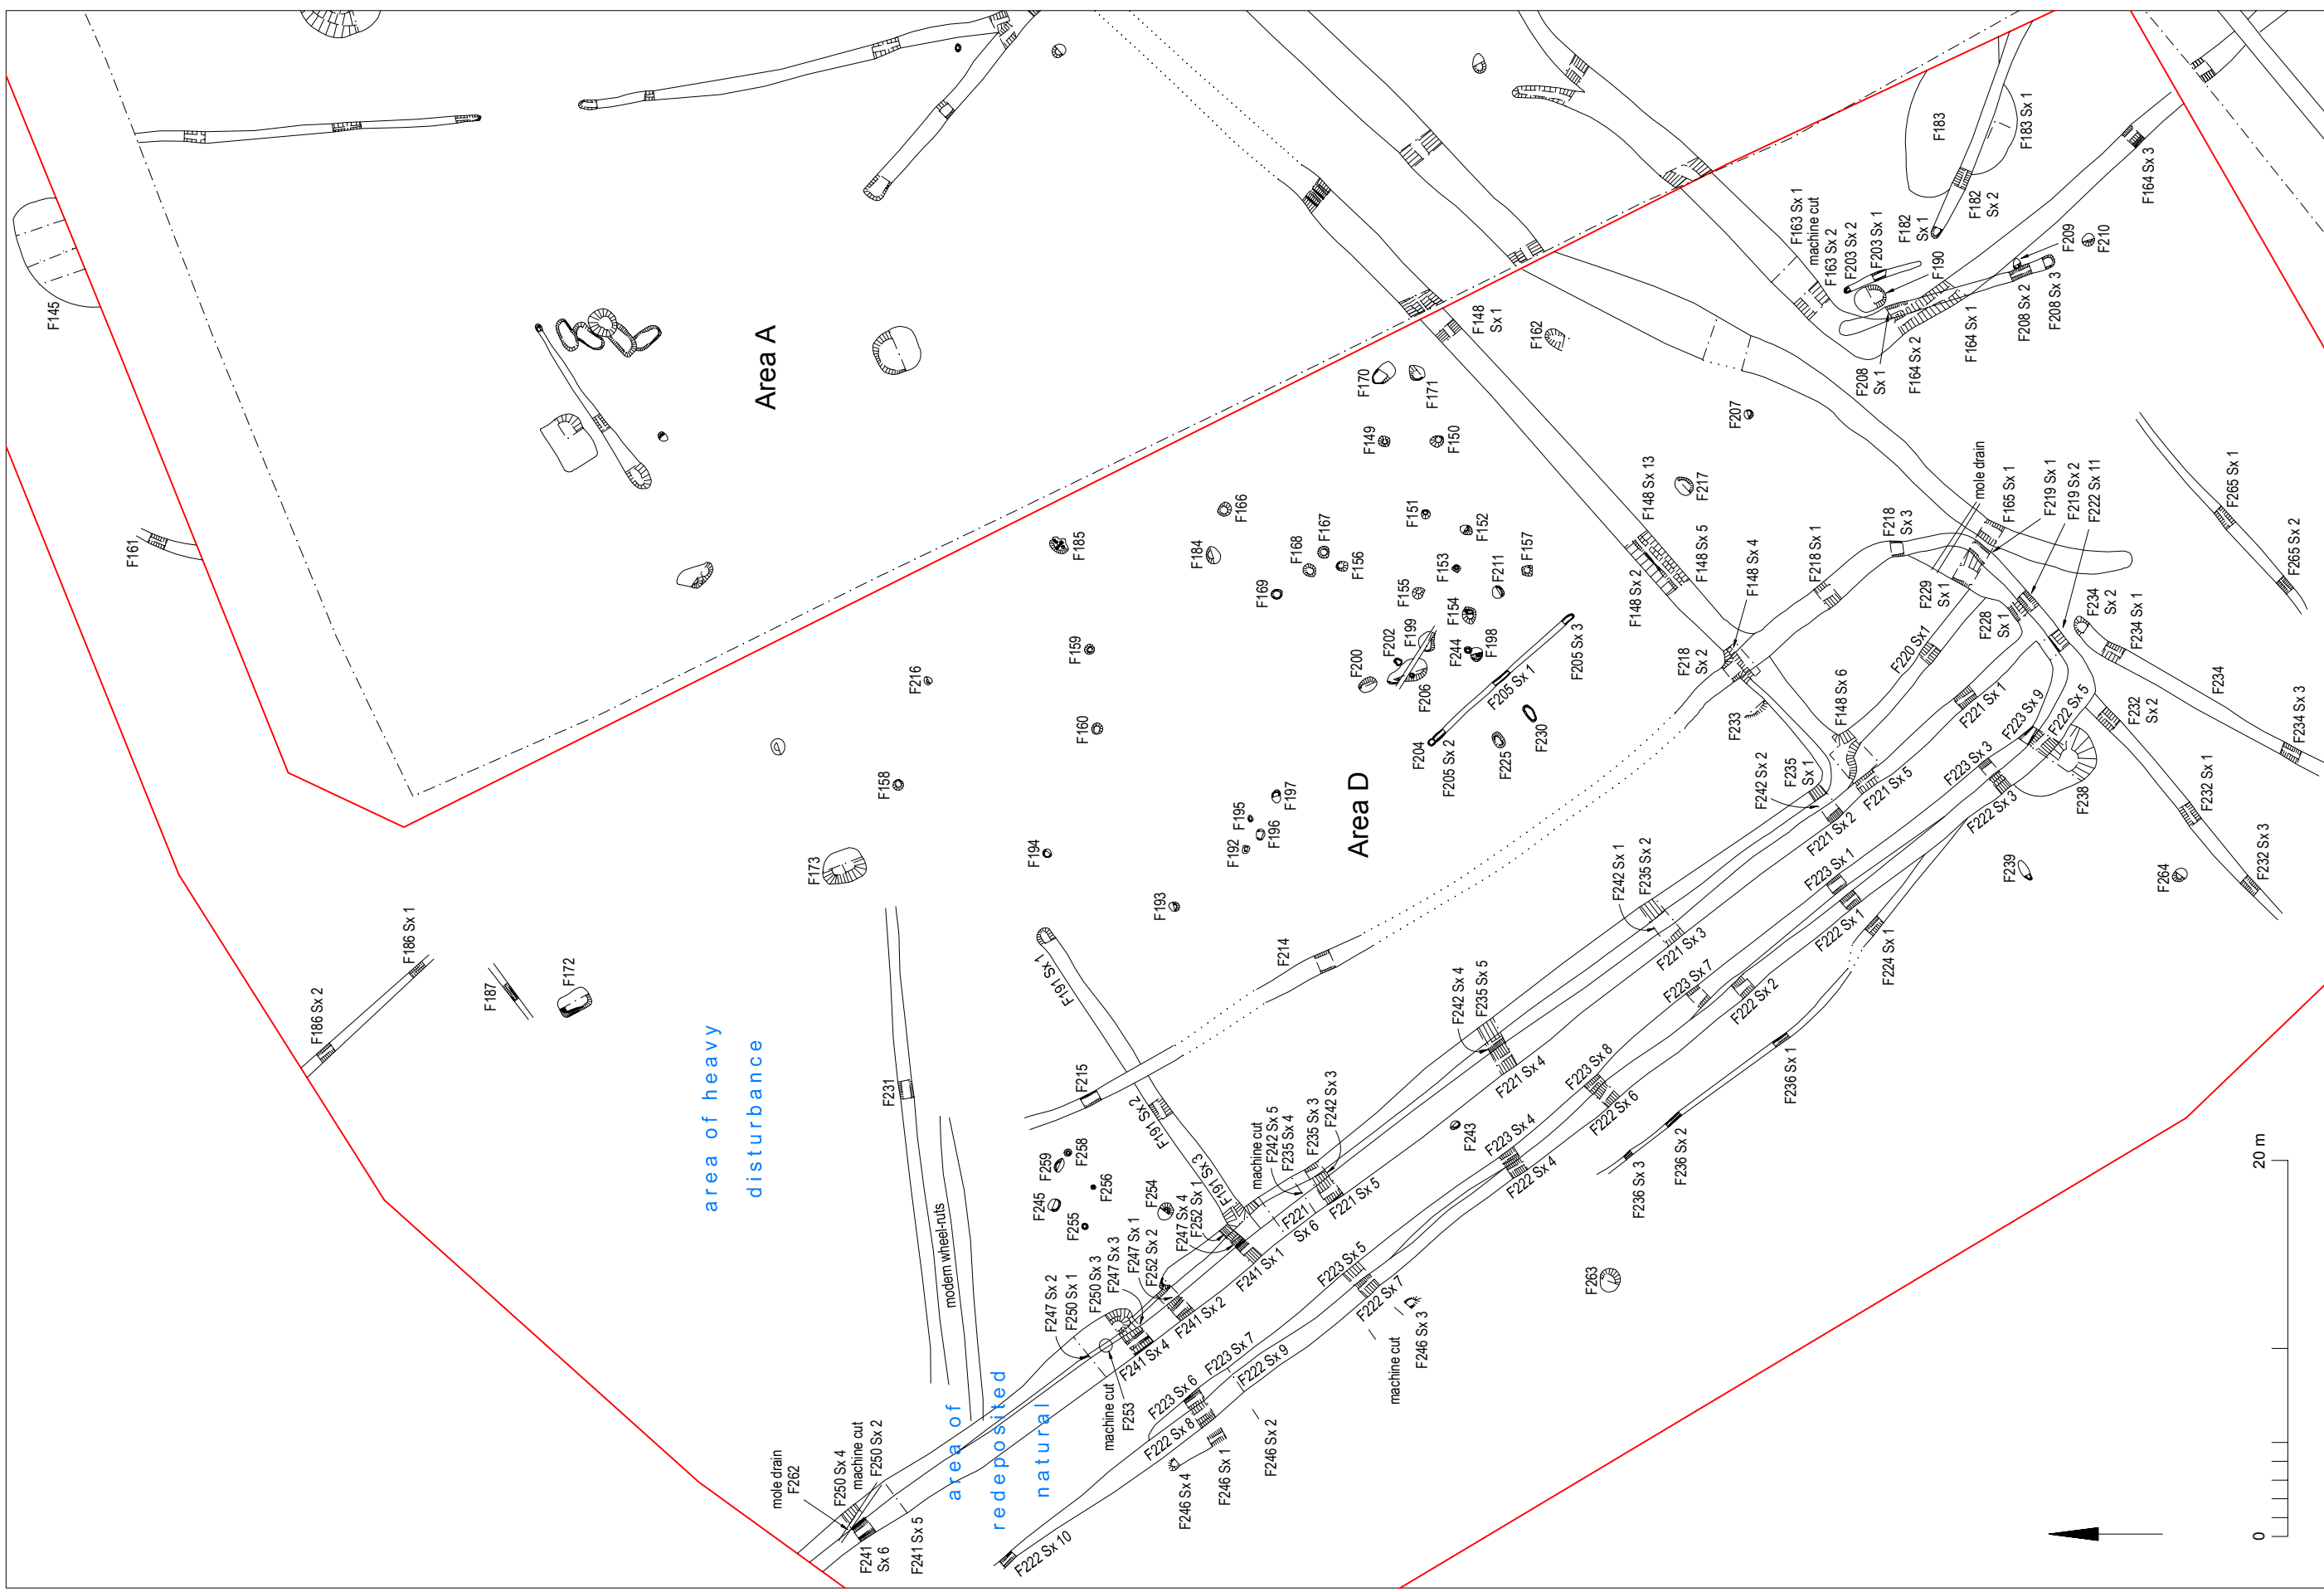 F145
F161
Area A
F185
F166
F184
F168
F167
F169
F156
F170
F171
F149
F150
F162
F148
Sx 1
F207
F151
F152
F153
F155
F154
F211
F157
F202
F199
F200
F206
F244
F198
F204
F205 Sx 2
F205 Sx 1
F205 Sx 3
F225
F230
F216
F159
F160
F158
F173
F194
F193
F192
F195
F196
F197
Area D
F163 Sx 1
machine cut
F163 Sx 2
F203 Sx 2
F203 Sx 1
F182
Sx 1
F182
Sx 2
F183
F183 Sx 1
F164 Sx 3
F190
F209
F210
F208 Sx 2
F208 Sx 3
F164 Sx 1
F164 Sx 2
F208
Sx 1
F148 Sx 13
F217
F148 Sx 5
F148 Sx 2
F148 Sx 4
F218 Sx 1
F218
Sx 3
F218
Sx 2
F233
mole drain
F165 Sx 1
F219 Sx 1
F219 Sx 2
F222 Sx 11
F229
Sx 1
F228
Sx 1
F220 Sx1
F148 Sx 6
F221 Sx 1
F234
Sx 2
F234 Sx 1
F234
F234 Sx 3
F265 Sx 1
F265 Sx 2
F232
Sx 2
F232 Sx 1
F232 Sx 3
F223 Sx 9
F222 Sx 5
F223 Sx 3
F222 Sx 3
F238
F239
F264
F242 Sx 2
F235
Sx 1
F221 Sx 5
F221 Sx 2
F223 Sx 1
F222 Sx 1
F224 Sx 1
F242 Sx 1
F235 Sx 2
F221 Sx 3
F223 Sx 7
F222 Sx 2
F242 Sx 4
F235 Sx 5
F221 Sx 4
F223 Sx 8
F222 Sx 6
F236 Sx 1
F236 Sx 2
F236 Sx 3
F243
F223 Sx 4
F222 Sx 4
F186 Sx 1
F186 Sx 2
F187
F172
area of heavy
disturbance
F231
modern wheel-ruts
F191 Sx 1
F214
F215
F191 Sx 2
F191 Sx 3
F259
F258
F245
F256
F255
F254
machine cut
F242 Sx 5
F235 Sx 4
F235 Sx 3
F242 Sx 3
F221
Sx 6
F221 Sx 5
F247 Sx 4
F252 Sx 1
F247 Sx 1
F252 Sx 2
F250 Sx 3
F247 Sx 3
F247 Sx 2
F250 Sx 1
F241 Sx 1
F241 Sx 2
F241 Sx 4
machine cut
F253
F223 Sx 5
F222 Sx 7
F223 Sx 7
F222 Sx 9
F223 Sx 6
F222 Sx 8
machine cut
F246 Sx 3
F246 Sx 2
F246 Sx 1
F246 Sx 4
F263
area of
redeposited
natural
mole drain
F262
F250 Sx 4
machine cut
F250 Sx 2
F241
Sx 6
F241 Sx 5
F222 Sx 10
0
20 m